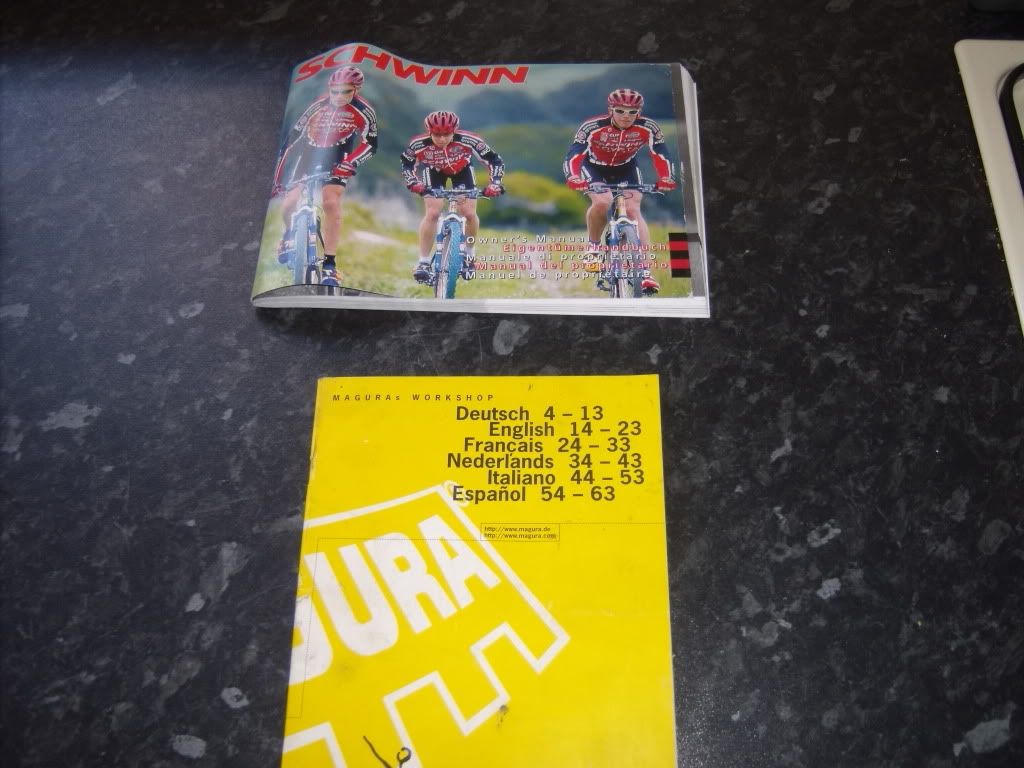 SCHWINN
SCHWINN
Owner's Manual
Eigentümerhandbuch
Manuale di proprietario
Manual del propietario
Manuel de propriétaire
MAGURAs WORKSHOP
Deutsch 4 – 13
English 14 – 23
Français 24 – 33
Nederlands 34 – 43
Italiano 44 – 53
Español 54 – 63
http://www.magura.de
http://www.magura.com
GURA